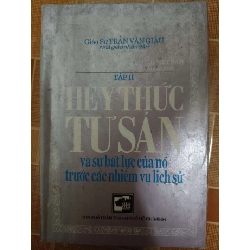 Giáo Sư TRẦN VĂN GIÀU
TẬP II
HỆ Ý THỨC
TƯ SẢN
và sự bất lực của nó
trước các nhiệm vụ lịch sử